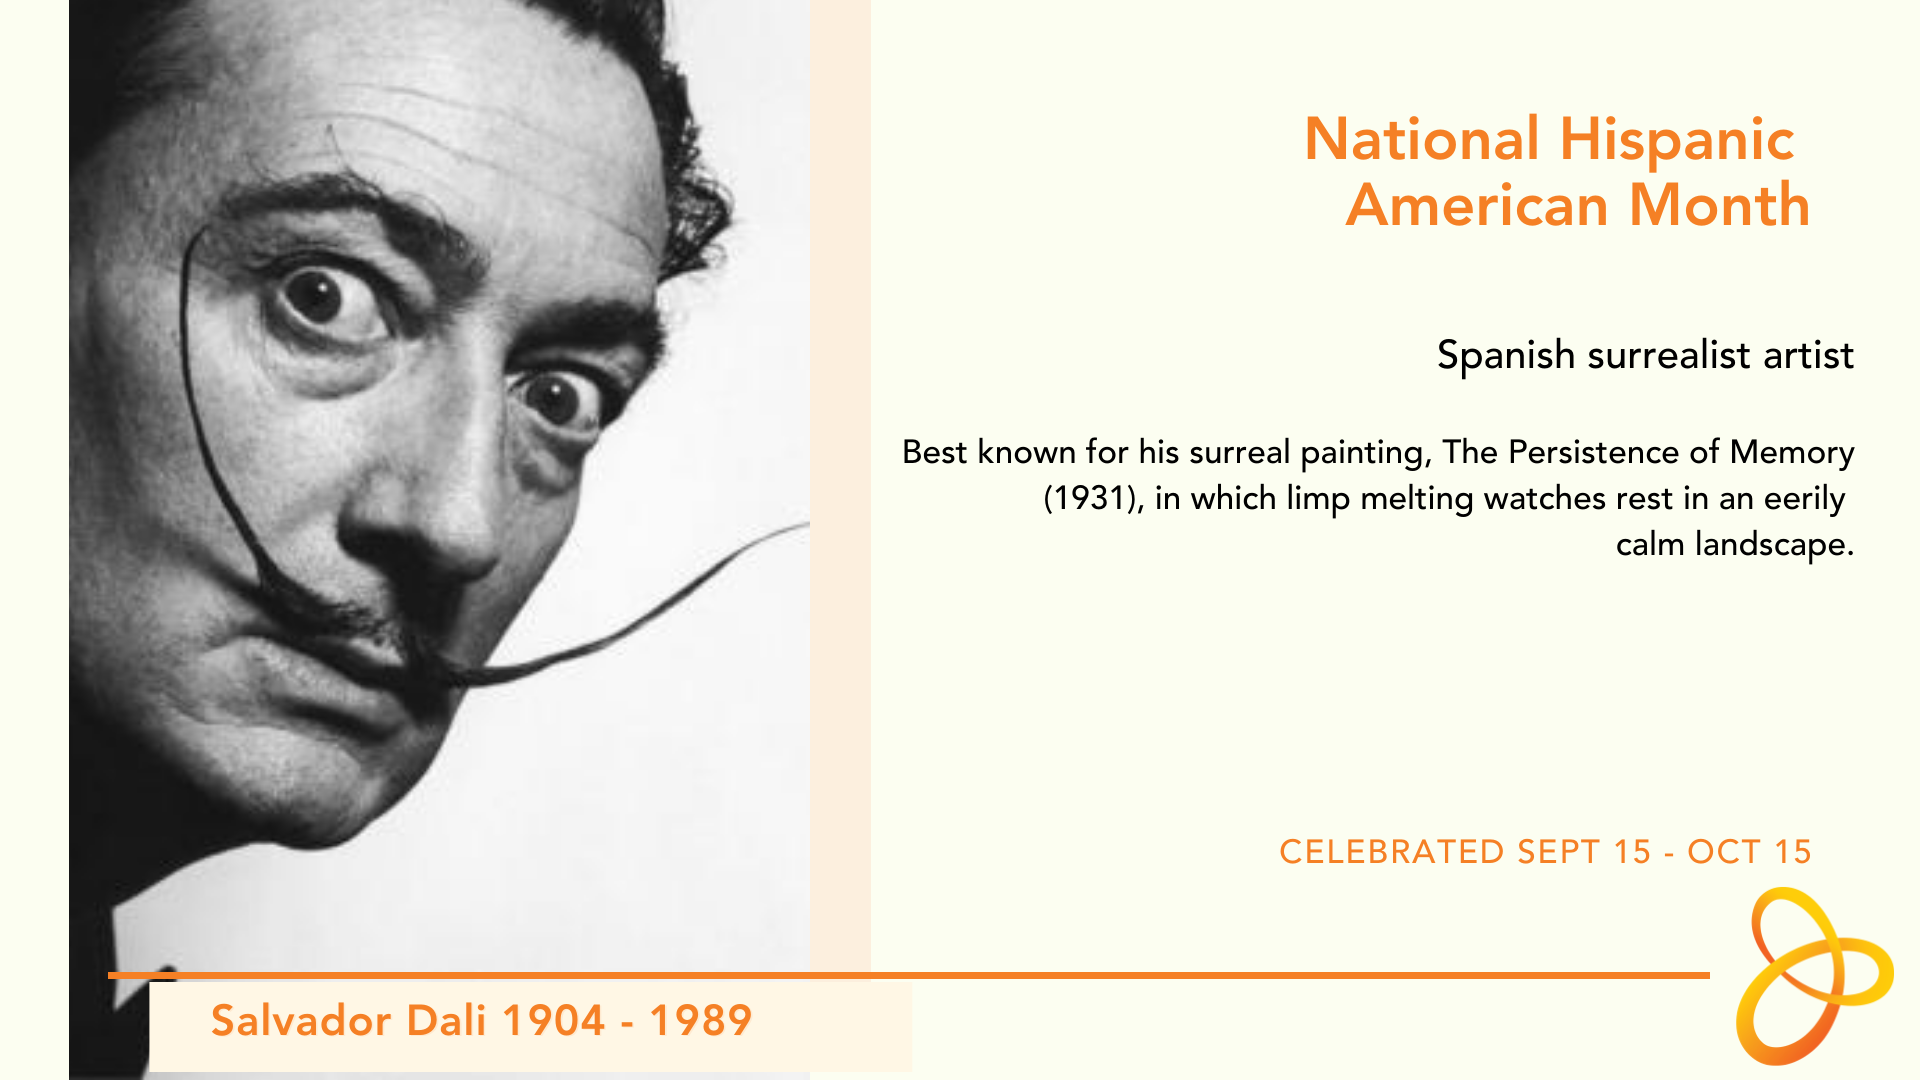 National Hispanic
American Month
Spanish surrealist artist
Best known for his surreal painting, The Persistence of Memory
(1931), in which limp melting watches rest in an eerily
calm landscape.
CELEBRATED SEPT 15 - OCT 15
Salvador Dali 1904 - 1989